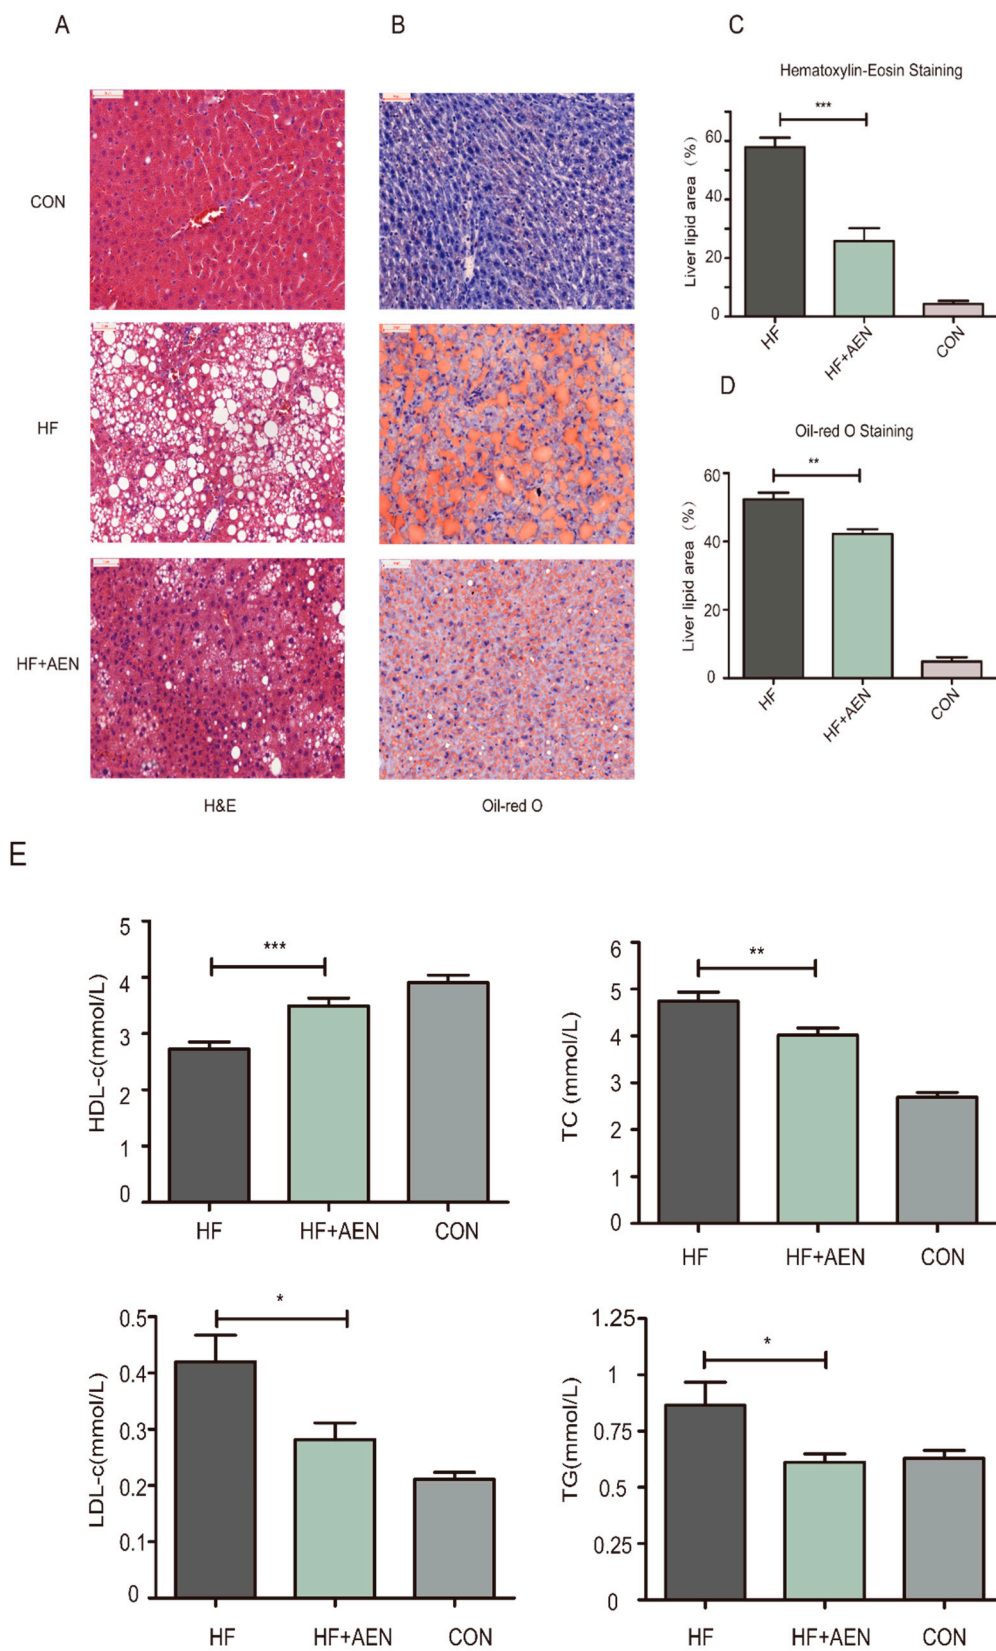 A
B
C
CON
HF
HF+AEN
H&E
Oil-red O
Hematoxylin-Eosin Staining
***
Liver lipid area (%)
60
40
20
0
HF
HF+AEN
CON
D
Oil-red O Staining
**
Liver lipid area (%)
60
40
20
0
HF
HF+AEN
CON
E
HDL-c(mmol/L)
5
4
3
2
1
0
***
HF
HF+AEN
CON
TC (mmol/L)
6
5
4
3
2
1
0
**
HF
HF+AEN
CON
LDL-c(mmol/L)
0.5
0.4
0.3
0.2
0.1
0
*
HF
HF+AEN
CON
TG(mmol/L)
1.25
1
0.75
0.5
0.25
0
*
HF
HF+AEN
CON